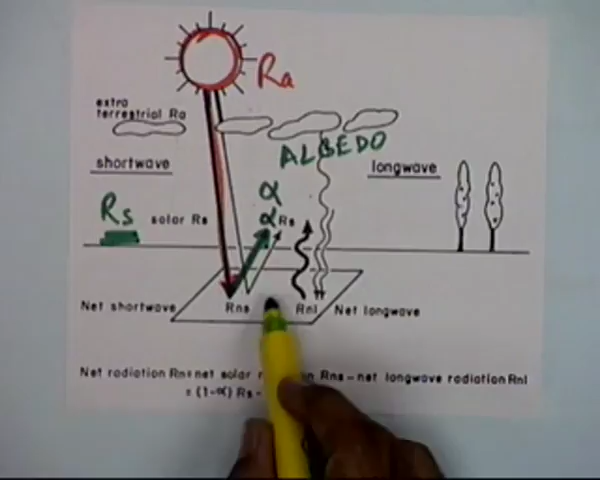 Ra
extra
terrestrial Ra
ALBEDO
shortwave
longwave
α
Rs
solar Rs
αRs
Net shortwave
Rns
Rnl
Net longwave
Net radiation Rn = net solar Rns – net longwave radiation Rnl
= (1-α) Rs –